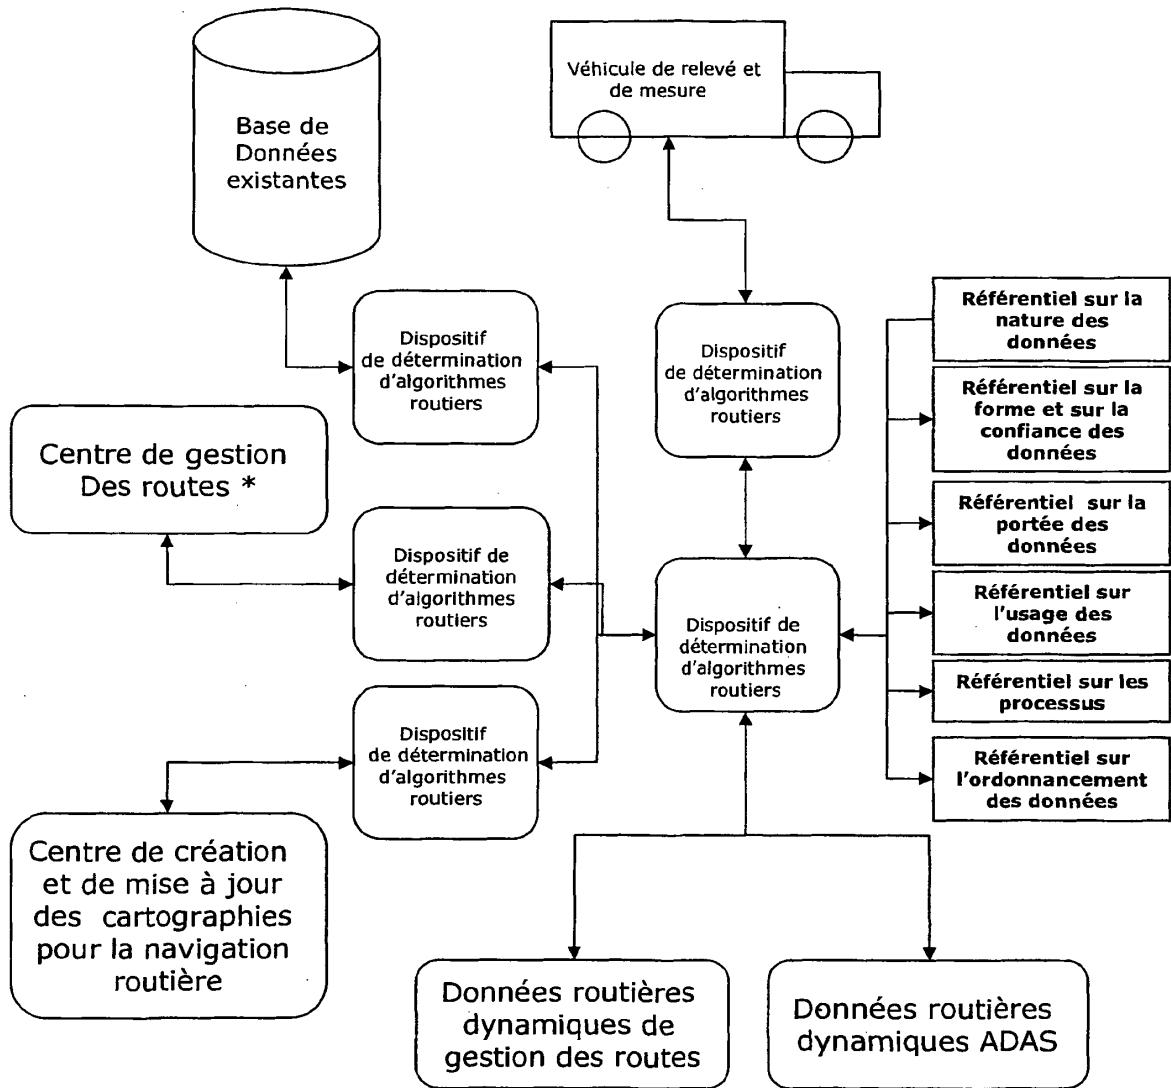 Base de
Données
existantes
Véhicule de relevé et
de mesure
Dispositif
de détermination
d'algorithmes
routiers
Dispositif
de détermination
d'algorithmes
routiers
Référentiel sur la
nature des
données
Référentiel sur la
forme et sur la
confiance des
données
Centre de gestion
Des routes *
Référentiel sur la
portée des
données
Dispositif de
détermination
d'algorithmes
routiers
Dispositif de
détermination
d'algorithmes
routiers
Référentiel sur
l'usage des
données
Référentiel sur les
processus
Dispositif
de détermination
d'algorithmes
routiers
Référentiel sur
l'ordonnancement
des données
Centre de création
et de mise à jour
des cartographies
pour la navigation
routière
Données routières
dynamiques de
gestion des routes
Données routières
dynamiques ADAS